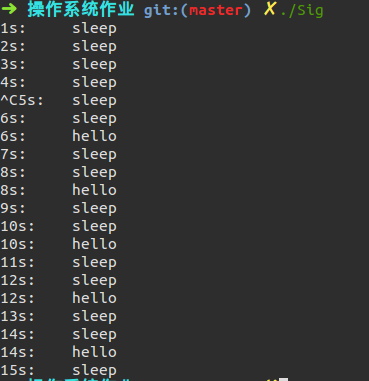 ➜ 操作系统作业 git:(master) ✗ ./Sig
1s: sleep
2s: sleep
3s: sleep
4s: sleep
^C5s: sleep
6s: sleep
6s: hello
7s: sleep
8s: sleep
8s: hello
9s: sleep
10s: sleep
10s: hello
11s: sleep
12s: sleep
12s: hello
13s: sleep
14s: sleep
14s: hello
15s: sleep